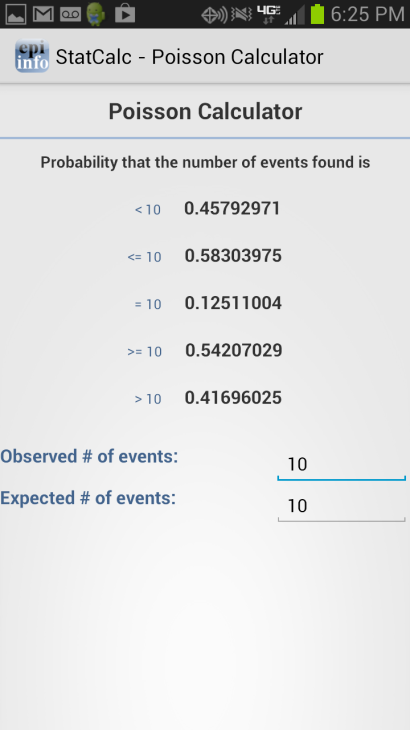 4G 6:25 PM
epi
info
StatCalc - Poisson Calculator
Poisson Calculator
Probability that the number of events found is
< 10 0.45792971
<= 10 0.58303975
= 10 0.12511004
>= 10 0.54207029
> 10 0.41696025
Observed # of events: 10
Expected # of events: 10